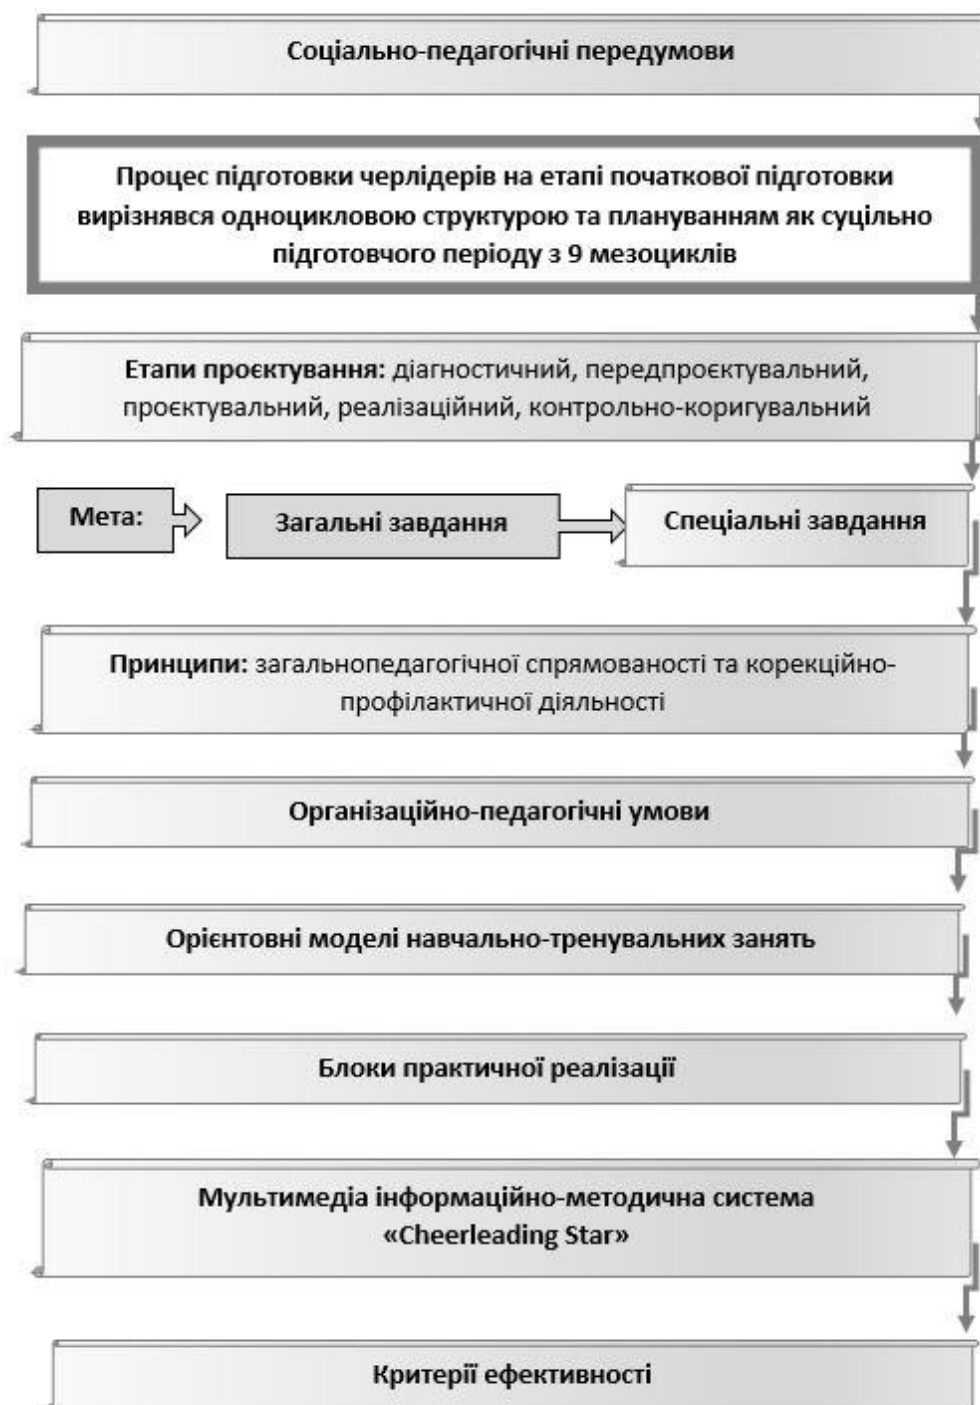 Соціально-педагогічні передумови
Процес підготовки черлідерів на етапі початкової підготовки
вирізнявся одноцикловою структурою та плануванням як суцільно
підготовчого періоду з 9 мезоциклів
Етапи проєктування: діагностичний, передпроєктувальний,
проєктувальний, реалізаційний, контрольно-коригувальний
Мета:
Загальні завдання
Спеціальні завдання
Принципи: загальнопедагогічної спрямованості та корекційно-
профілактичної діяльності
Організаційно-педагогічні умови
Орієнтовні моделі навчально-тренувальних занять
Блоки практичної реалізації
Мультимедіа інформаційно-методична система
«Cheerleading Star»
Критерії ефективності